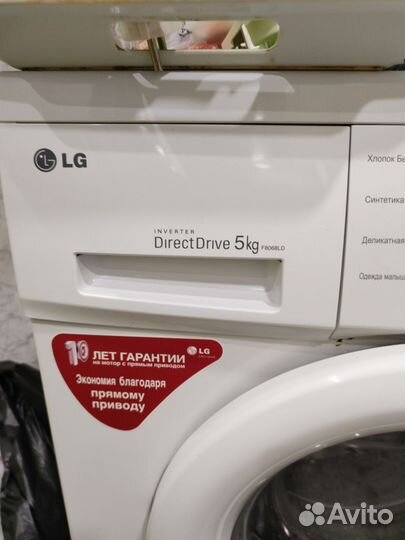 LG
INVERTER
DirectDrive 5kg F8068LD
Хлопок Бе
Синтетика
Деликатная
Одежда малыш
10 ЛЕТ ГАРАНТИИ
на мотор с прямым приводом
LG
Экономия благодаря
прямому
приводу
Avito